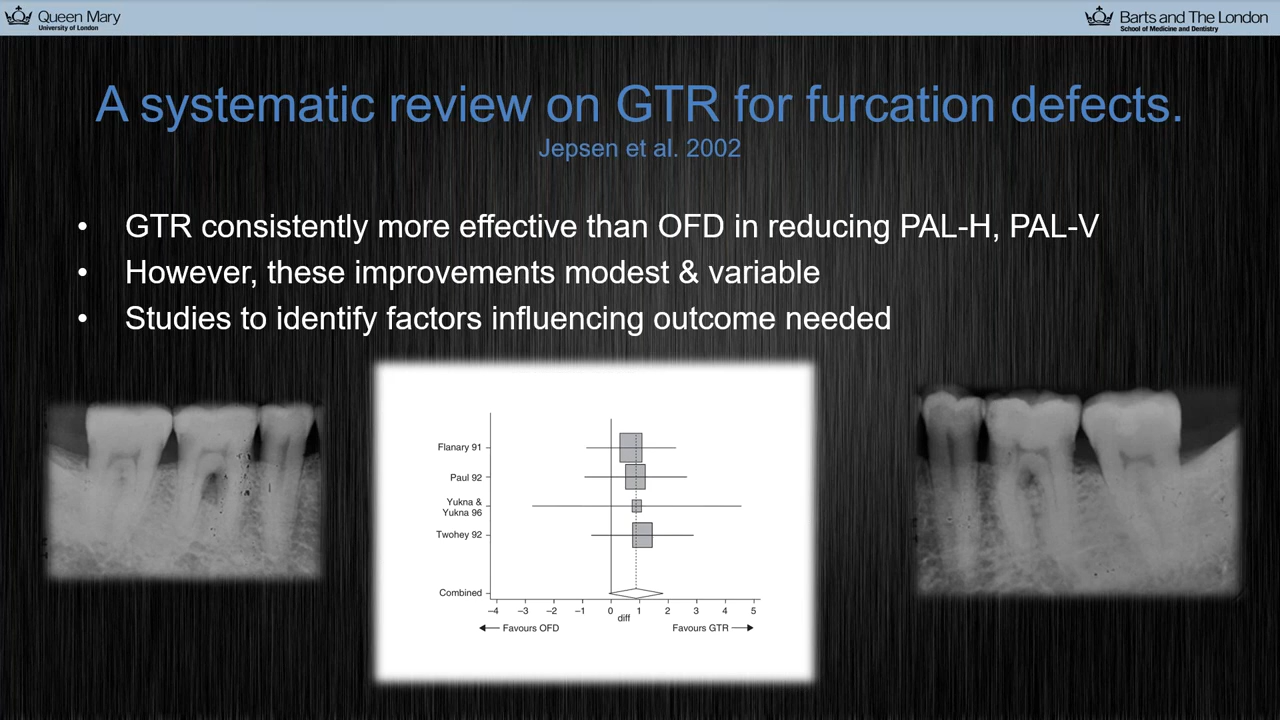 Queen Mary
University of London
Barts and The London
School of Medicine and Dentistry
A systematic review on GTR for furcation defects.
Jepsen et al. 2002
• GTR consistently more effective than OFD in reducing PAL-H, PAL-V
• However, these improvements modest & variable
• Studies to identify factors influencing outcome needed
Flanary 91
Paul 92
Yukna &
Yukna 96
Twohey 92
Combined
–4 –3 –2 –1 0 1 2 3 4 5
diff
Favours OFD Favours GTR